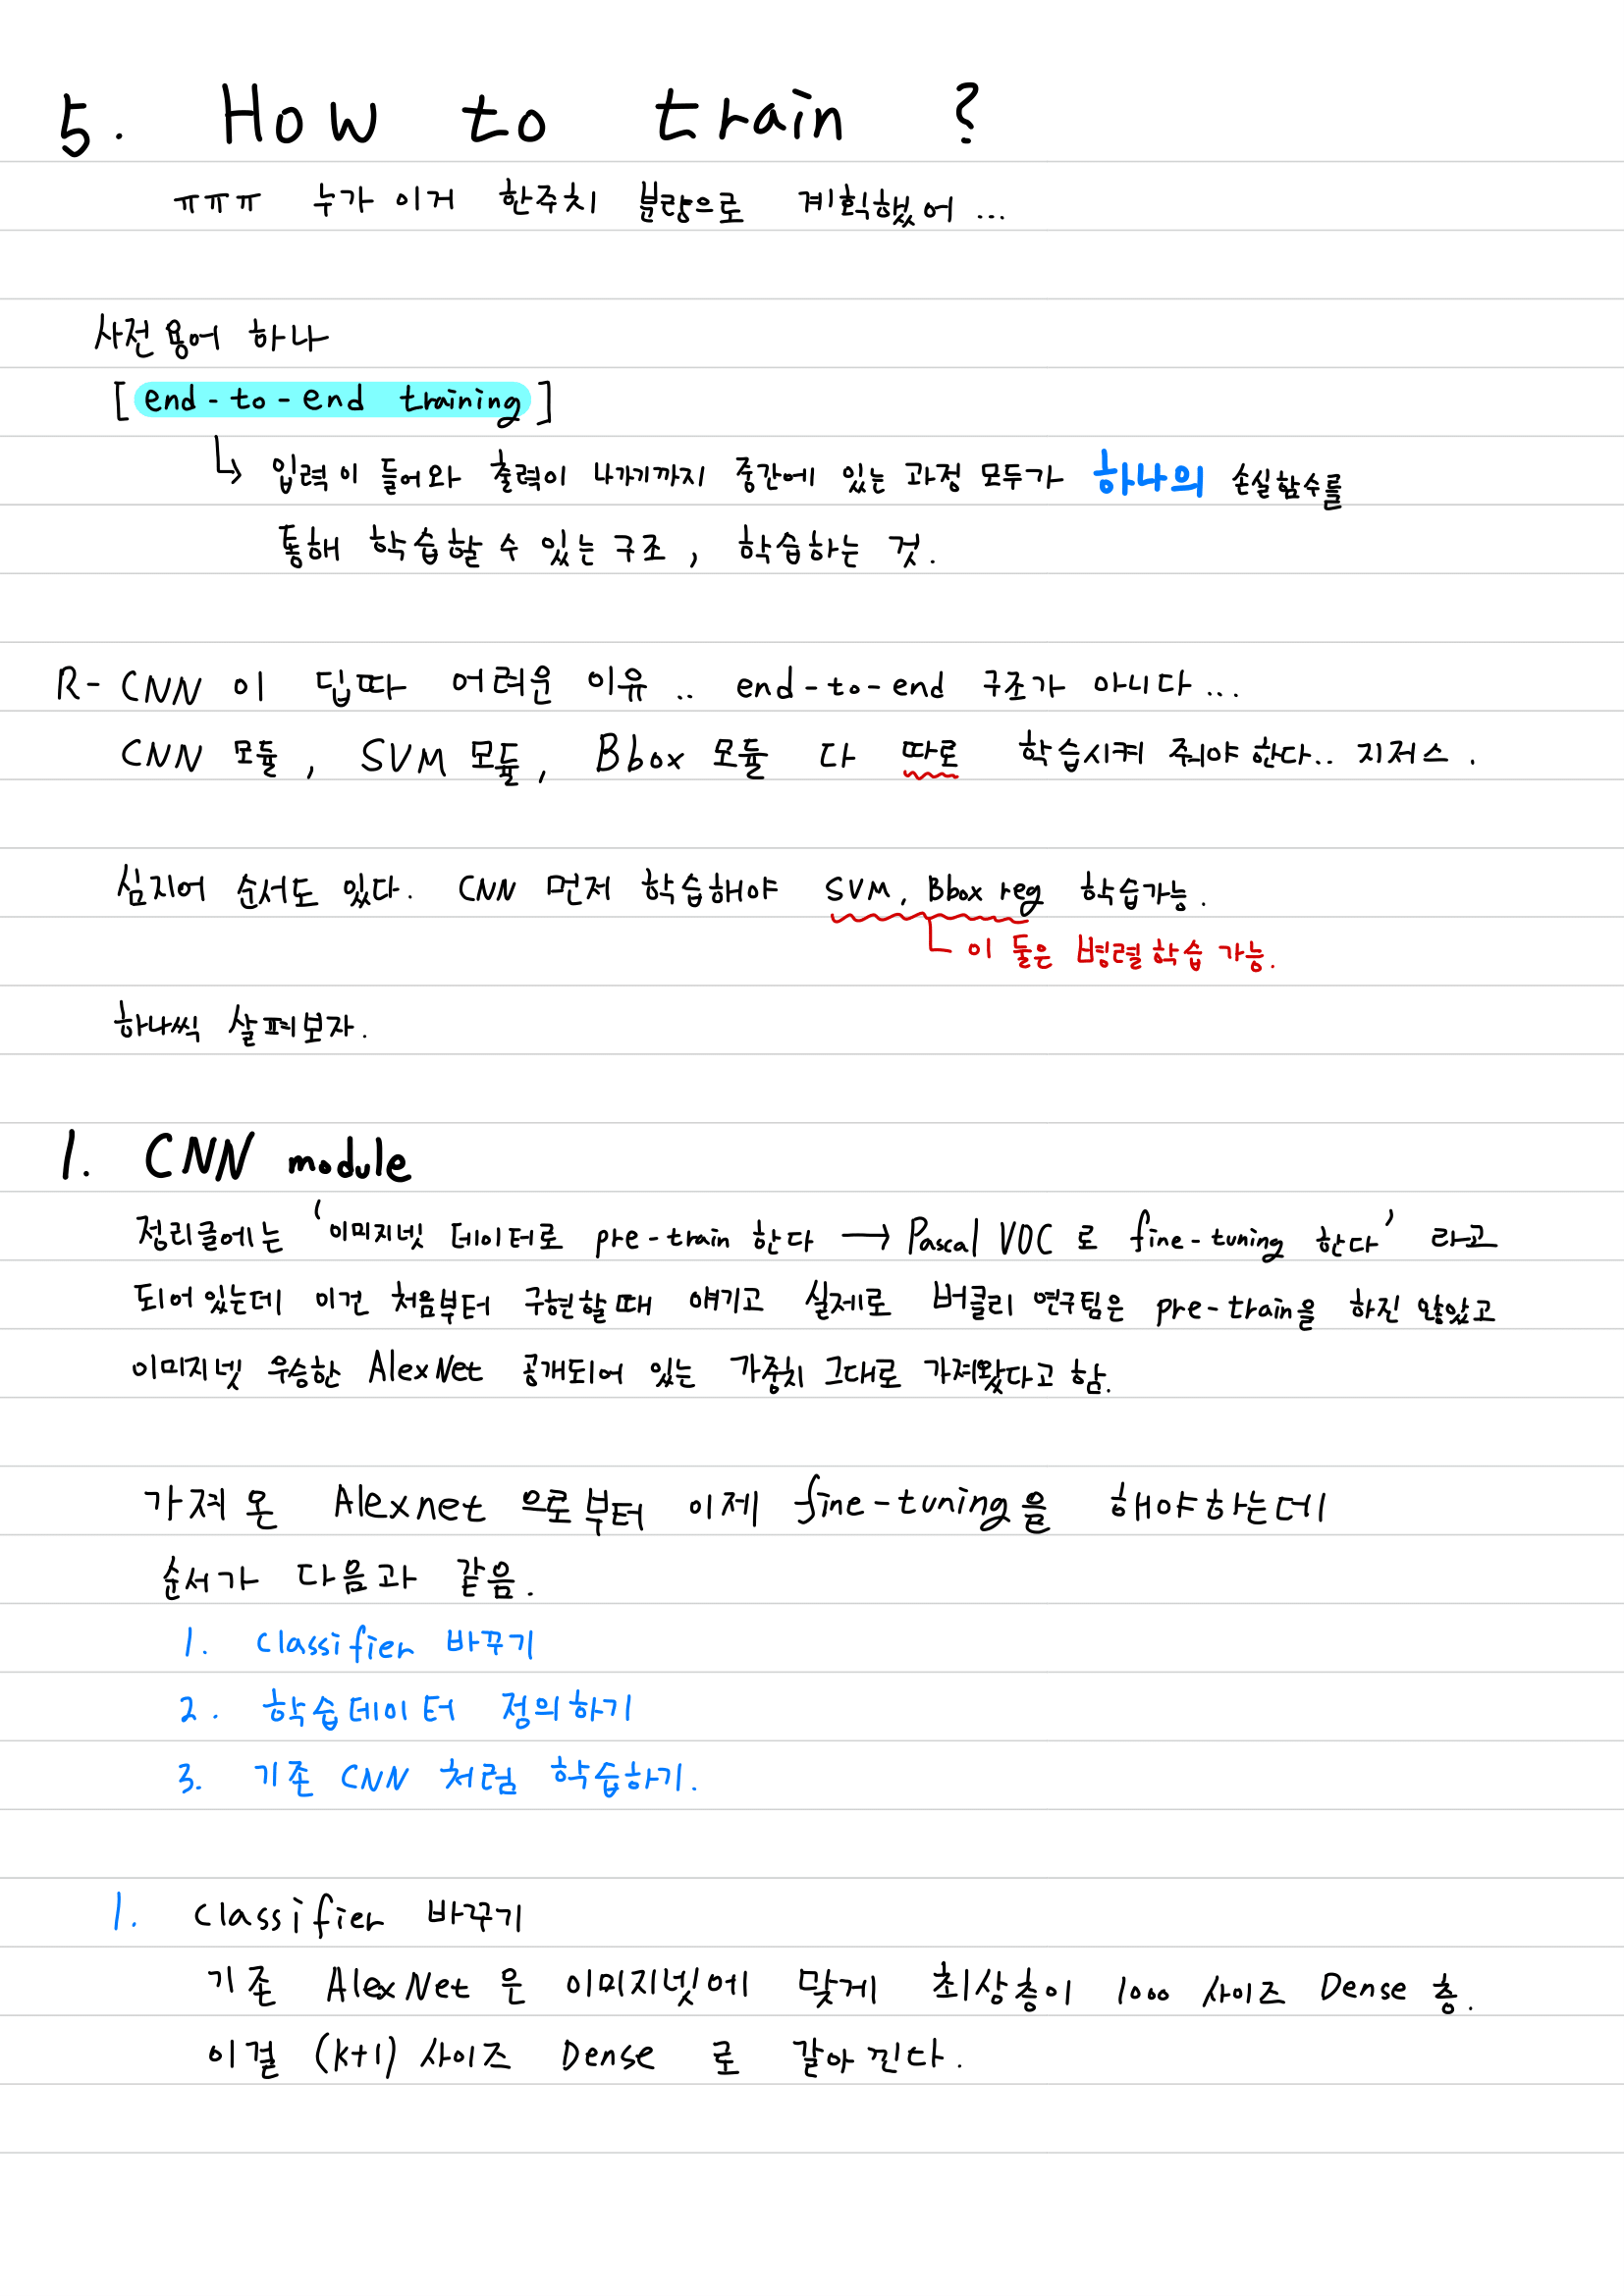 5. How to train ?
ㅠㅠㅠ 누가 이거 한주치 분량으로 계획했어 ...
사전용어 하나
[ end-to-end training ]
↳ 입력이 들어와 출력이 나가기까지 중간에 있는 과정 모두가 하나의 손실함수를
통해 학습할 수 있는 구조, 학습하는 것.
R-CNN이 딥따 어려운 이유.. end-to-end 구조가 아니다...
CNN 모듈, SVM 모듈, Bbox 모듈 다 따로 학습시켜 줘야 한다.. 지저스.
심지어 순서도 있다. CNN 먼저 학습해야 SVM, Bbox reg 학습가능.
이 둘은 병렬학습 가능.
하나씩 살펴보자.
1. CNN module
정리글에는 '이미지넷 데이터로 pre-train 한다 → Pascal VOC 로 fine-tuning 한다' 라고
되어 있는데 이건 처음부터 구현할때 얘기고 실제로 버클리 연구팀은 pre-train을 하진 않았고
이미지넷 우승한 AlexNet 공개되어 있는 가중치 그대로 가져왔다고 함.
가져온 Alexnet 으로부터 이제 fine-tuning을 해야하는데
순서가 다음과 같음.
1. classifier 바꾸기
2. 학습데이터 정의하기
3. 기존 CNN 처럼 학습하기.
1. classifier 바꾸기
기존 AlexNet은 이미지넷에 맞게 최상층이 1000 사이즈 Dense 층.
이걸 (k+1) 사이즈 Dense 로 갈아낀다.